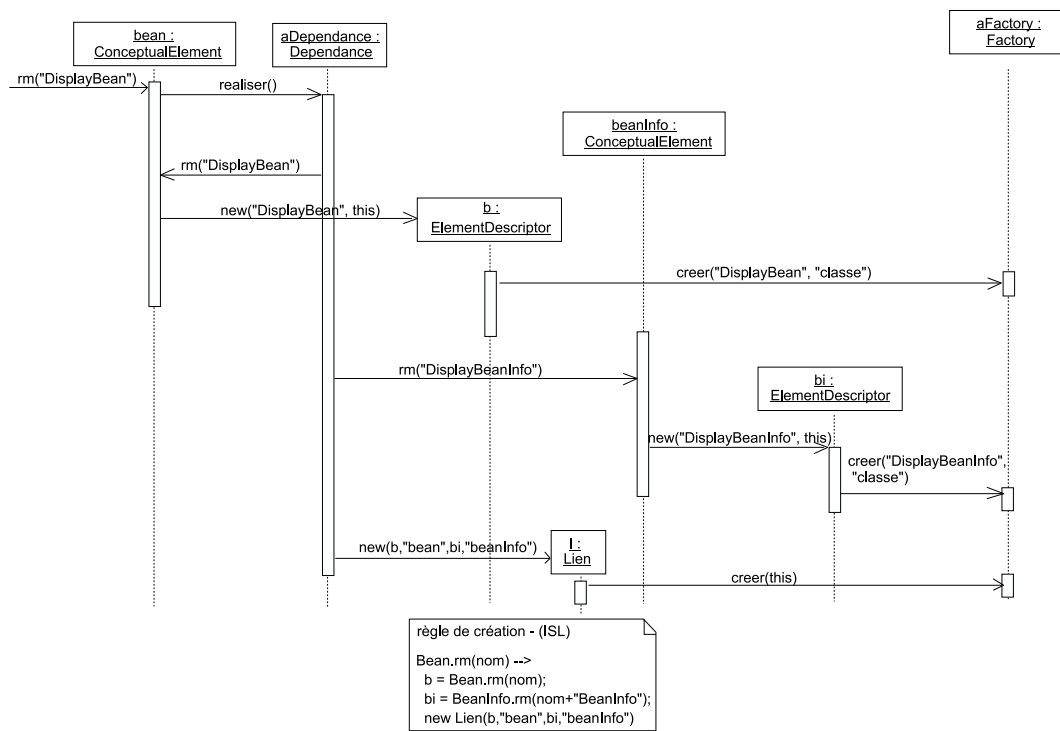 bean :
ConceptualElement
aDependance :
Dependance
aFactory :
Factory
rm("DisplayBean")
realiser()
beanInfo :
ConceptualElement
rm("DisplayBean")
new("DisplayBean", this)
b :
ElementDescriptor
creer("DisplayBean", "classe")
rm("DisplayBeanInfo")
bi :
ElementDescriptor
new("DisplayBeanInfo", this)
creer("DisplayBeanInfo",
"classe")
new(b,"bean",bi,"beanInfo")
l :
Lien
creer(this)
règle de création - (ISL)
Bean.rm(nom) -->
b = Bean.rm(nom);
bi = BeanInfo.rm(nom+"BeanInfo");
new Lien(b,"bean",bi,"beanInfo")